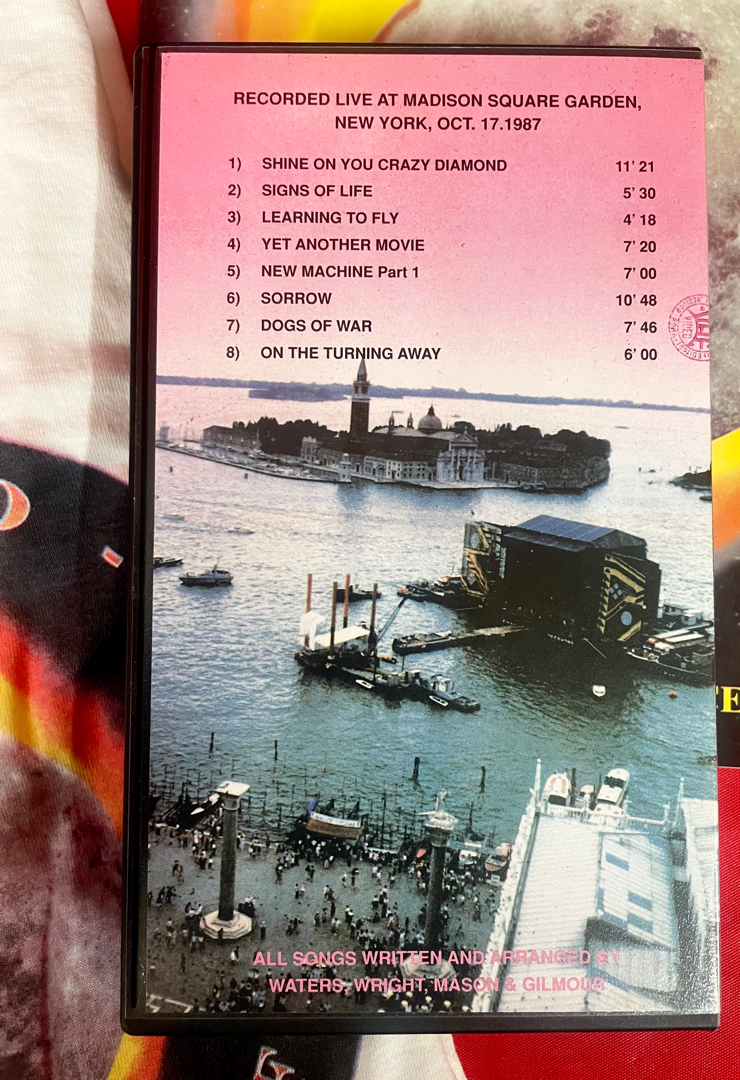 RECORDED LIVE AT MADISON SQUARE GARDEN,
NEW YORK, OCT. 17.1987
1) SHINE ON YOU CRAZY DIAMOND 11' 21
2) SIGNS OF LIFE 5' 30
3) LEARNING TO FLY 4' 18
4) YET ANOTHER MOVIE 7' 20
5) NEW MACHINE Part 1 7' 00
6) SORROW 10' 48
7) DOGS OF WAR 7' 46
8) ON THE TURNING AWAY 6' 00
VIDEO
CE
ALL SONGS WRITTEN AND ARRANGED BY
WATERS, WRIGHT, MASON & GILMOUR